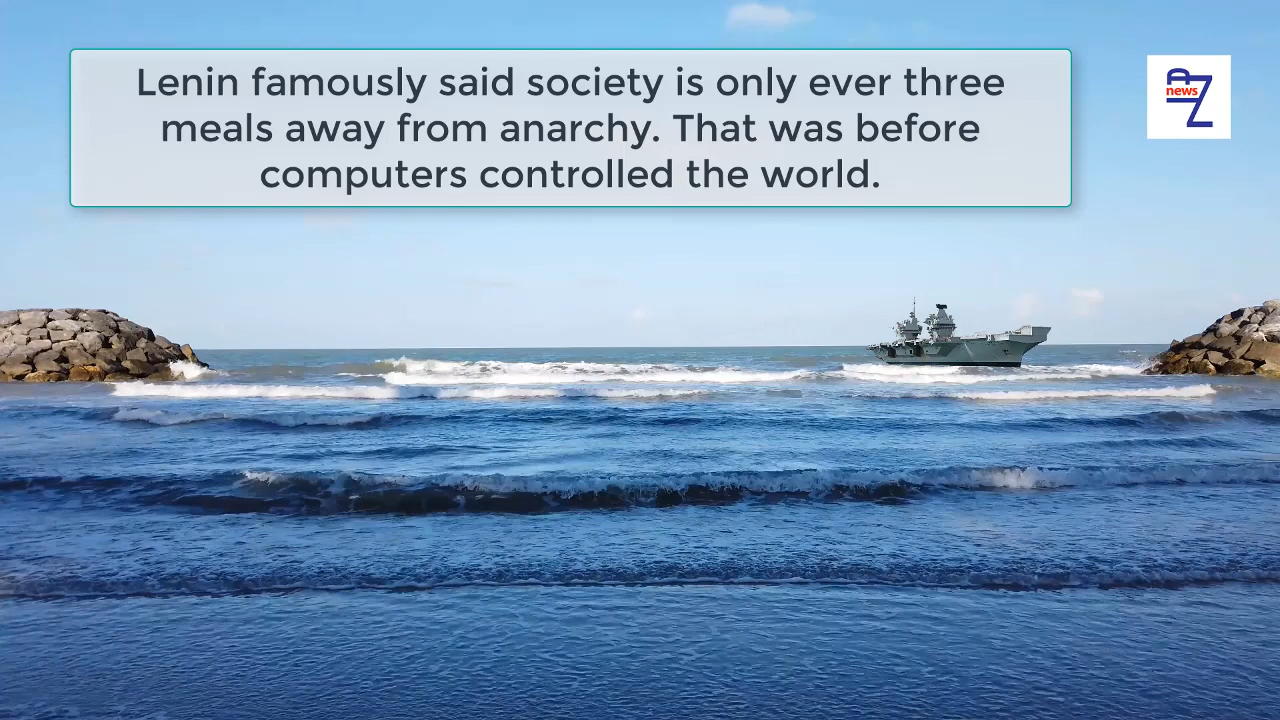 Lenin famously said society is only ever three
meals away from anarchy. That was before
computers controlled the world.
AZ
news